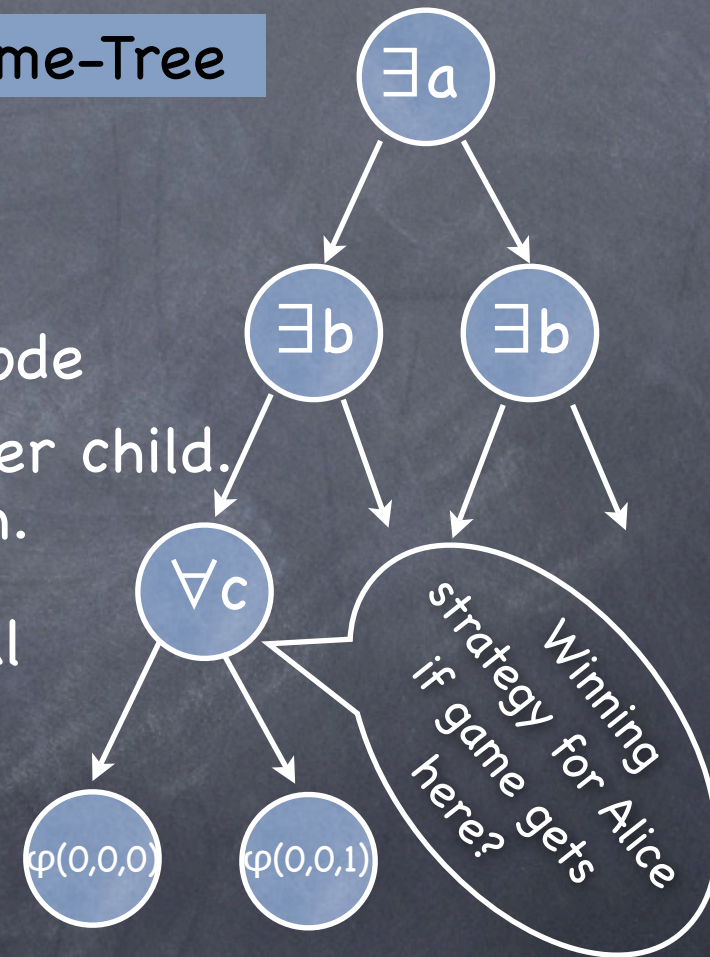 me-Tree
∃a
∃b ∃b
ode
er child.
n.
∀c
l
φ(0,0,0) φ(0,0,1)
Winning
strategy for Alice
if game gets
here?